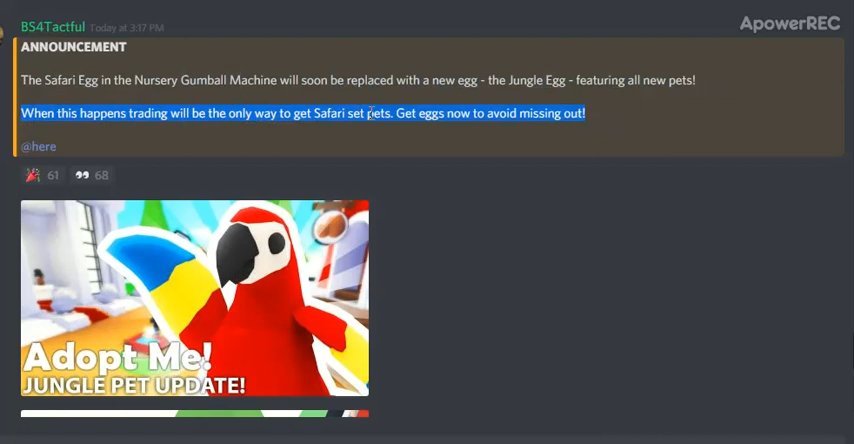 BS4Tactful Today at 3:17 PM
ApowerREC
ANNOUNCEMENT
The Safari Egg in the Nursery Gumball Machine will soon be replaced with a new egg - the Jungle Egg - featuring all new pets!
When this happens trading will be the only way to get Safari set pets. Get eggs now to avoid missing out!
@here
61 68
Adopt Me!
JUNGLE PET UPDATE!